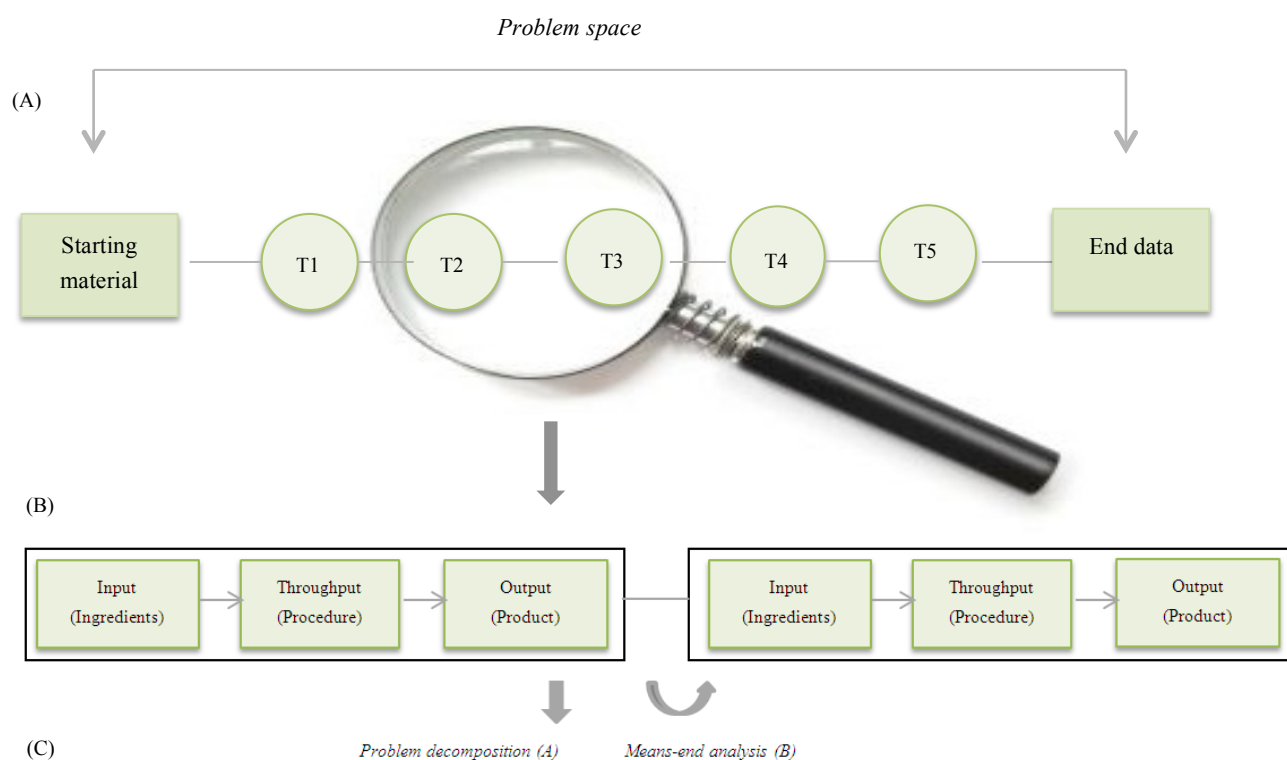 Problem space
(A)
Starting
material
T1
T2
T3
T4
T5
End data
(B)
Input
(Ingredients)
Throughput
(Procedure)
Output
(Product)
Input
(Ingredients)
Throughput
(Procedure)
Output
(Product)
(C)
Problem decomposition (A)
Means-end analysis (B)